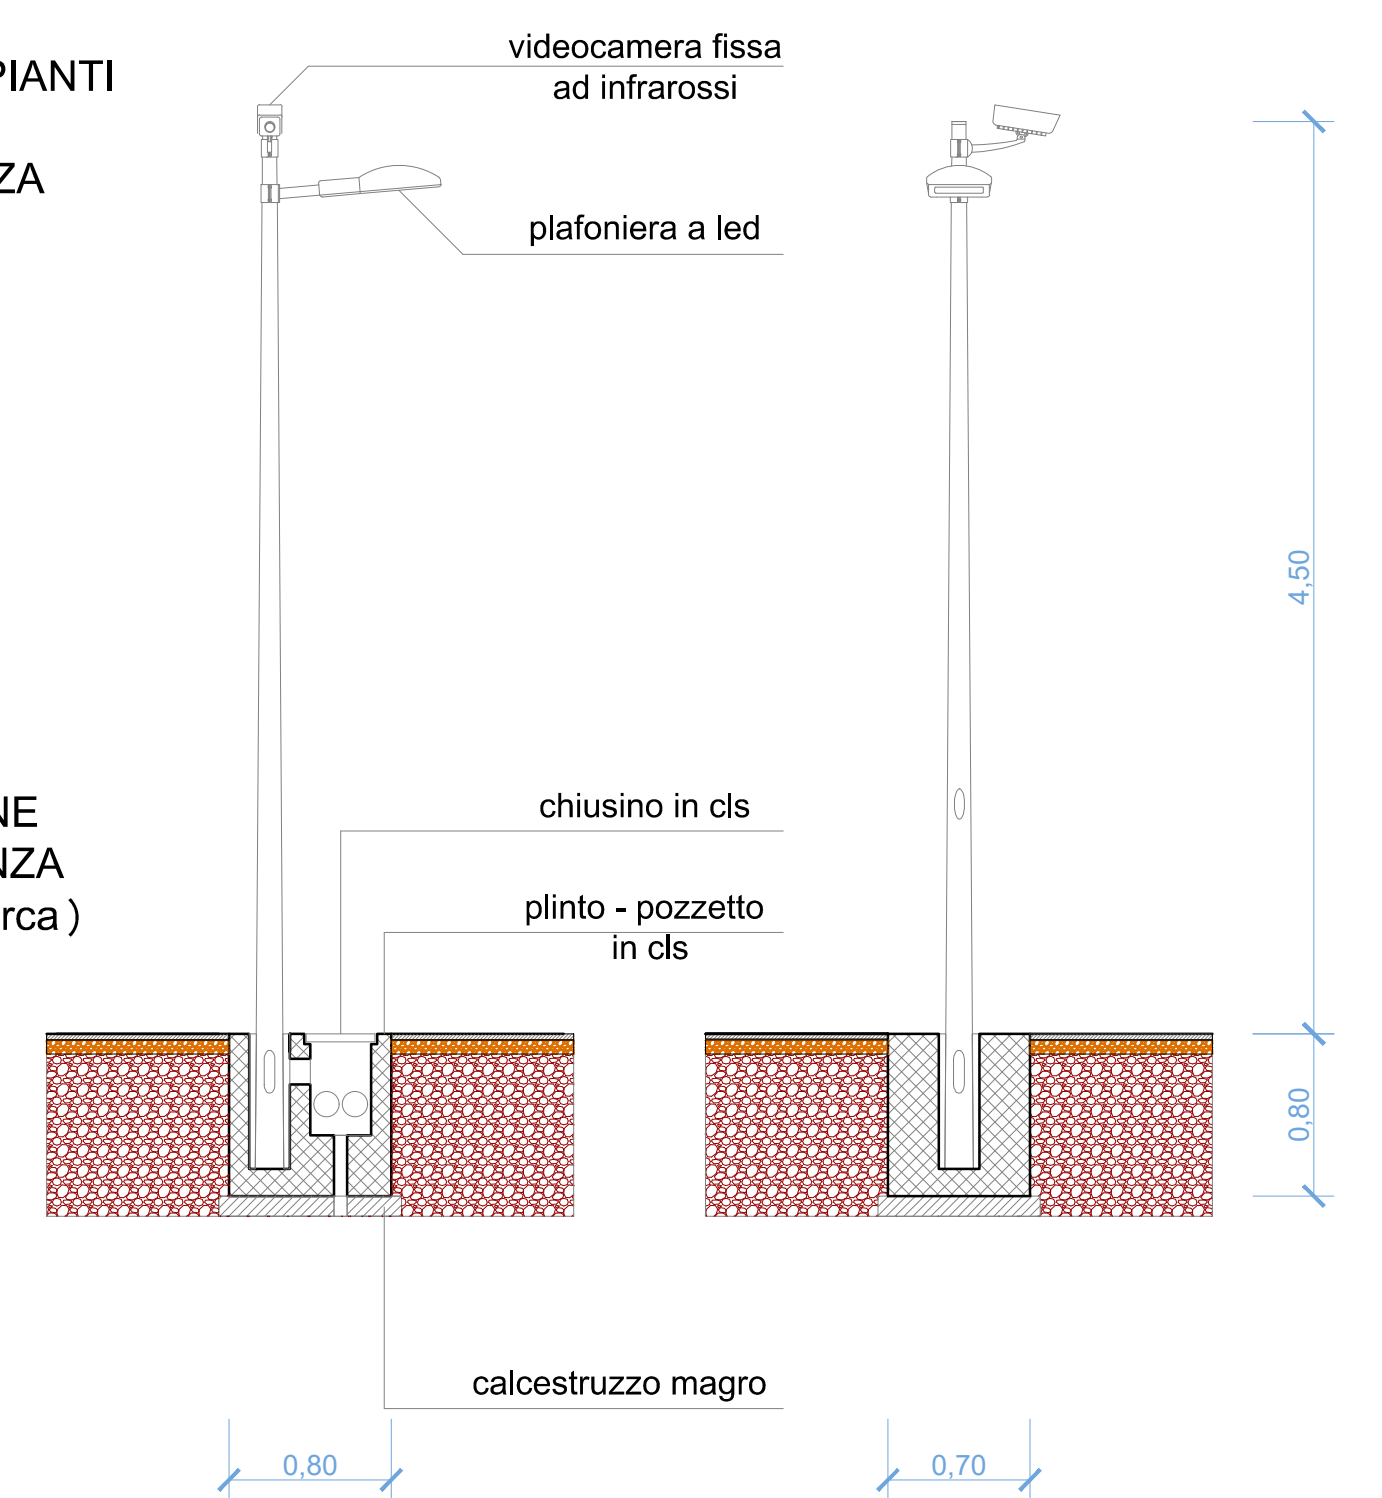 PIANTI
ZA
videocamera fissa
ad infrarossi
plafoniera a led
4,50
NE
NZA
rca )
chiusino in cls
plinto - pozzetto
in cls
0,80
calcestruzzo magro
0,80
0,70